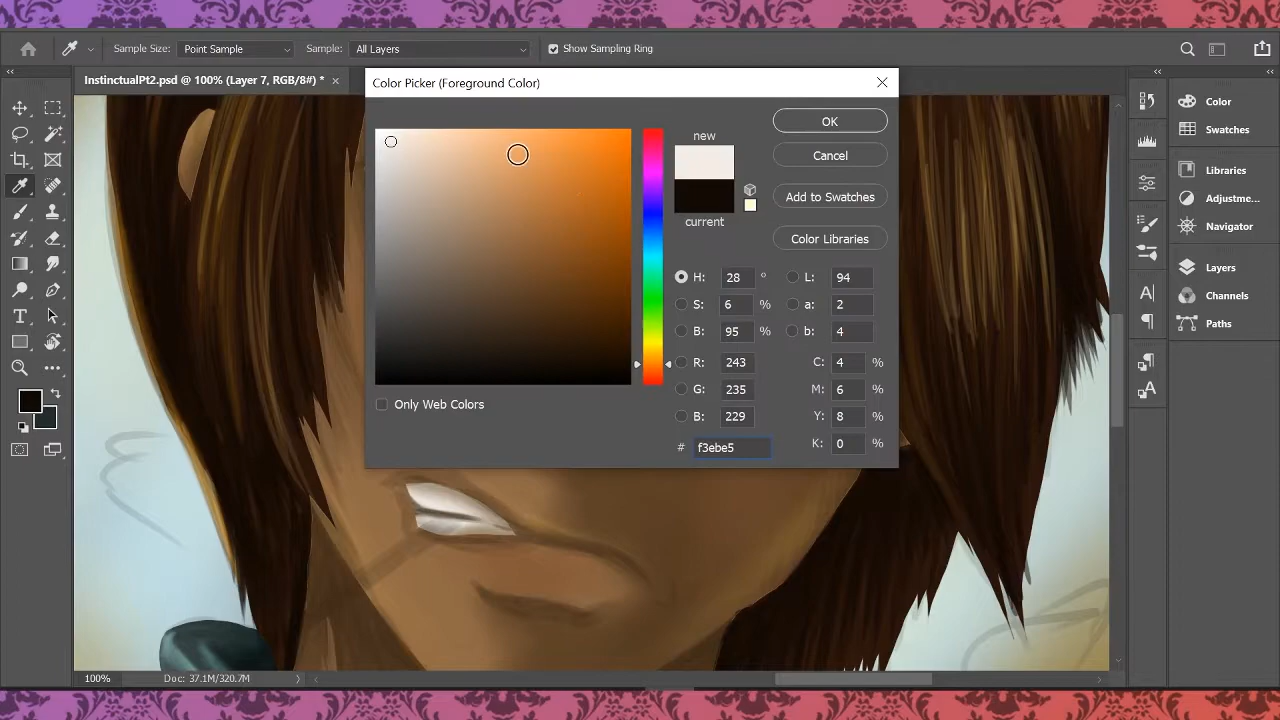 Sample Size: Point Sample Sample: All Layers Show Sampling Ring
InstinctualPt2.psd @ 100% (Layer 7, RGB/8#) * ×
Color Picker (Foreground Color)
new
current
OK
Cancel
Add to Swatches
Color Libraries
H: 28 ° L: 94
S: 6 % a: 2
B: 95 % b: 4
R: 243 C: 4 %
G: 235 M: 6 %
B: 229 Y: 8 %
# f3ebe5 K: 0 %
Only Web Colors
Color
Swatches
Libraries
Adjustme...
Navigator
Layers
Channels
Paths
100% Doc: 37.1M/320.7M